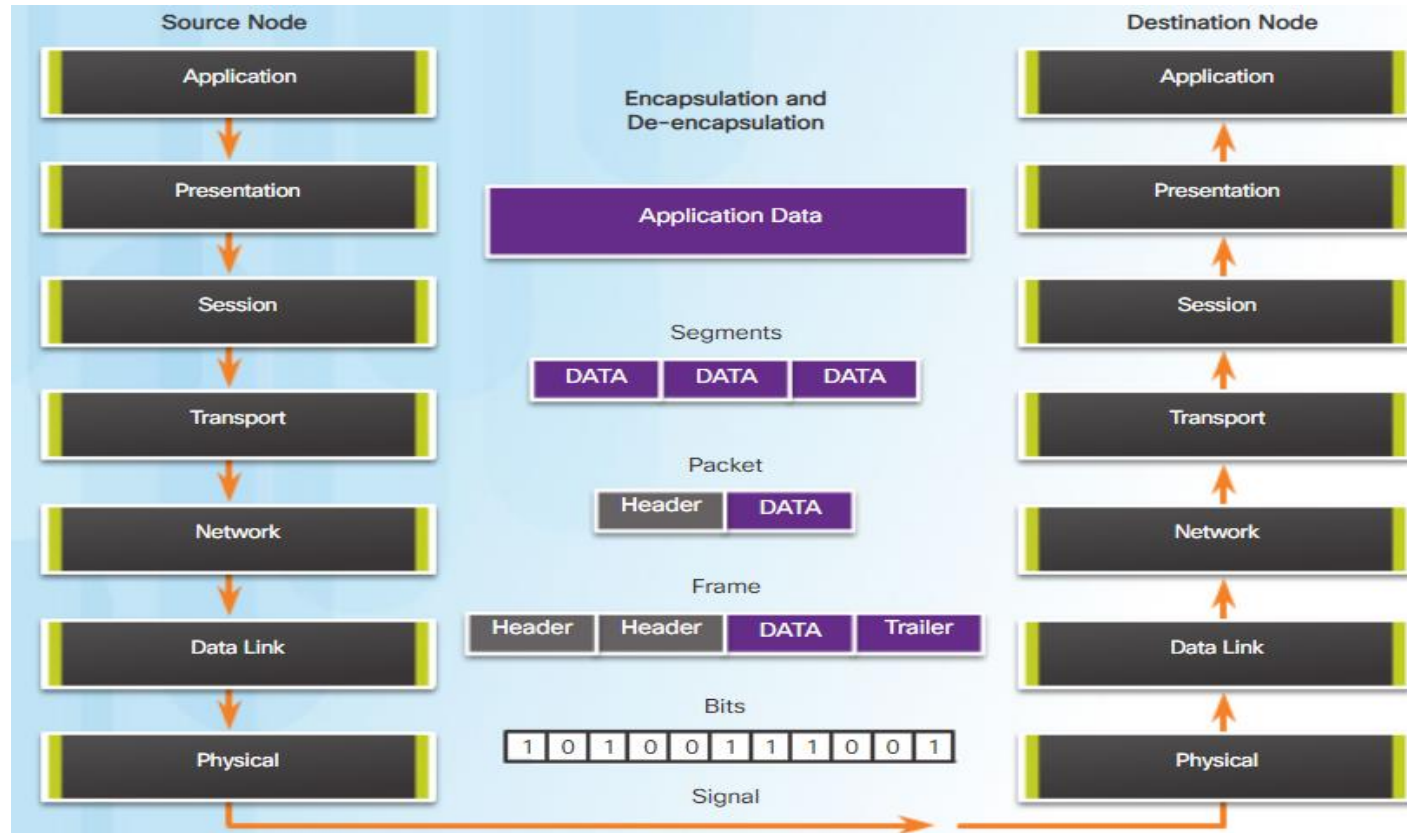 Source Node
Application
Presentation
Session
Transport
Network
Data Link
Physical
Encapsulation and
De-encapsulation
Application Data
Segments
DATA DATA DATA
Packet
Header DATA
Frame
Header Header DATA Trailer
Bits
1 0 1 0 0 1 1 1 0 0 1
Signal
Destination Node
Application
Presentation
Session
Transport
Network
Data Link
Physical